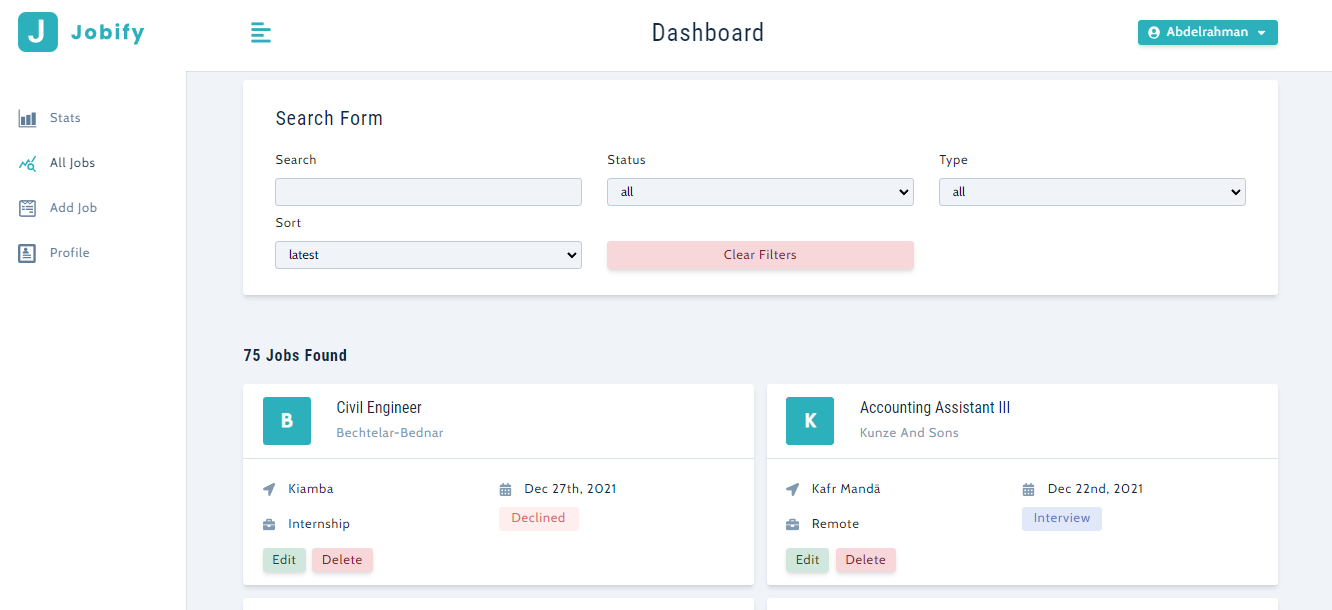 J Jobify
Dashboard
Abdelrahman
Stats
All Jobs
Add Job
Profile
Search Form
Search
Status
Type
all
all
Sort
latest
Clear Filters
75 Jobs Found
B
Civil Engineer
Bechtelar-Bednar
Kiamba
Dec 27th, 2021
Internship
Declined
Edit Delete
K
Accounting Assistant III
Kunze And Sons
Kafr Mandā
Dec 22nd, 2021
Remote
Interview
Edit Delete